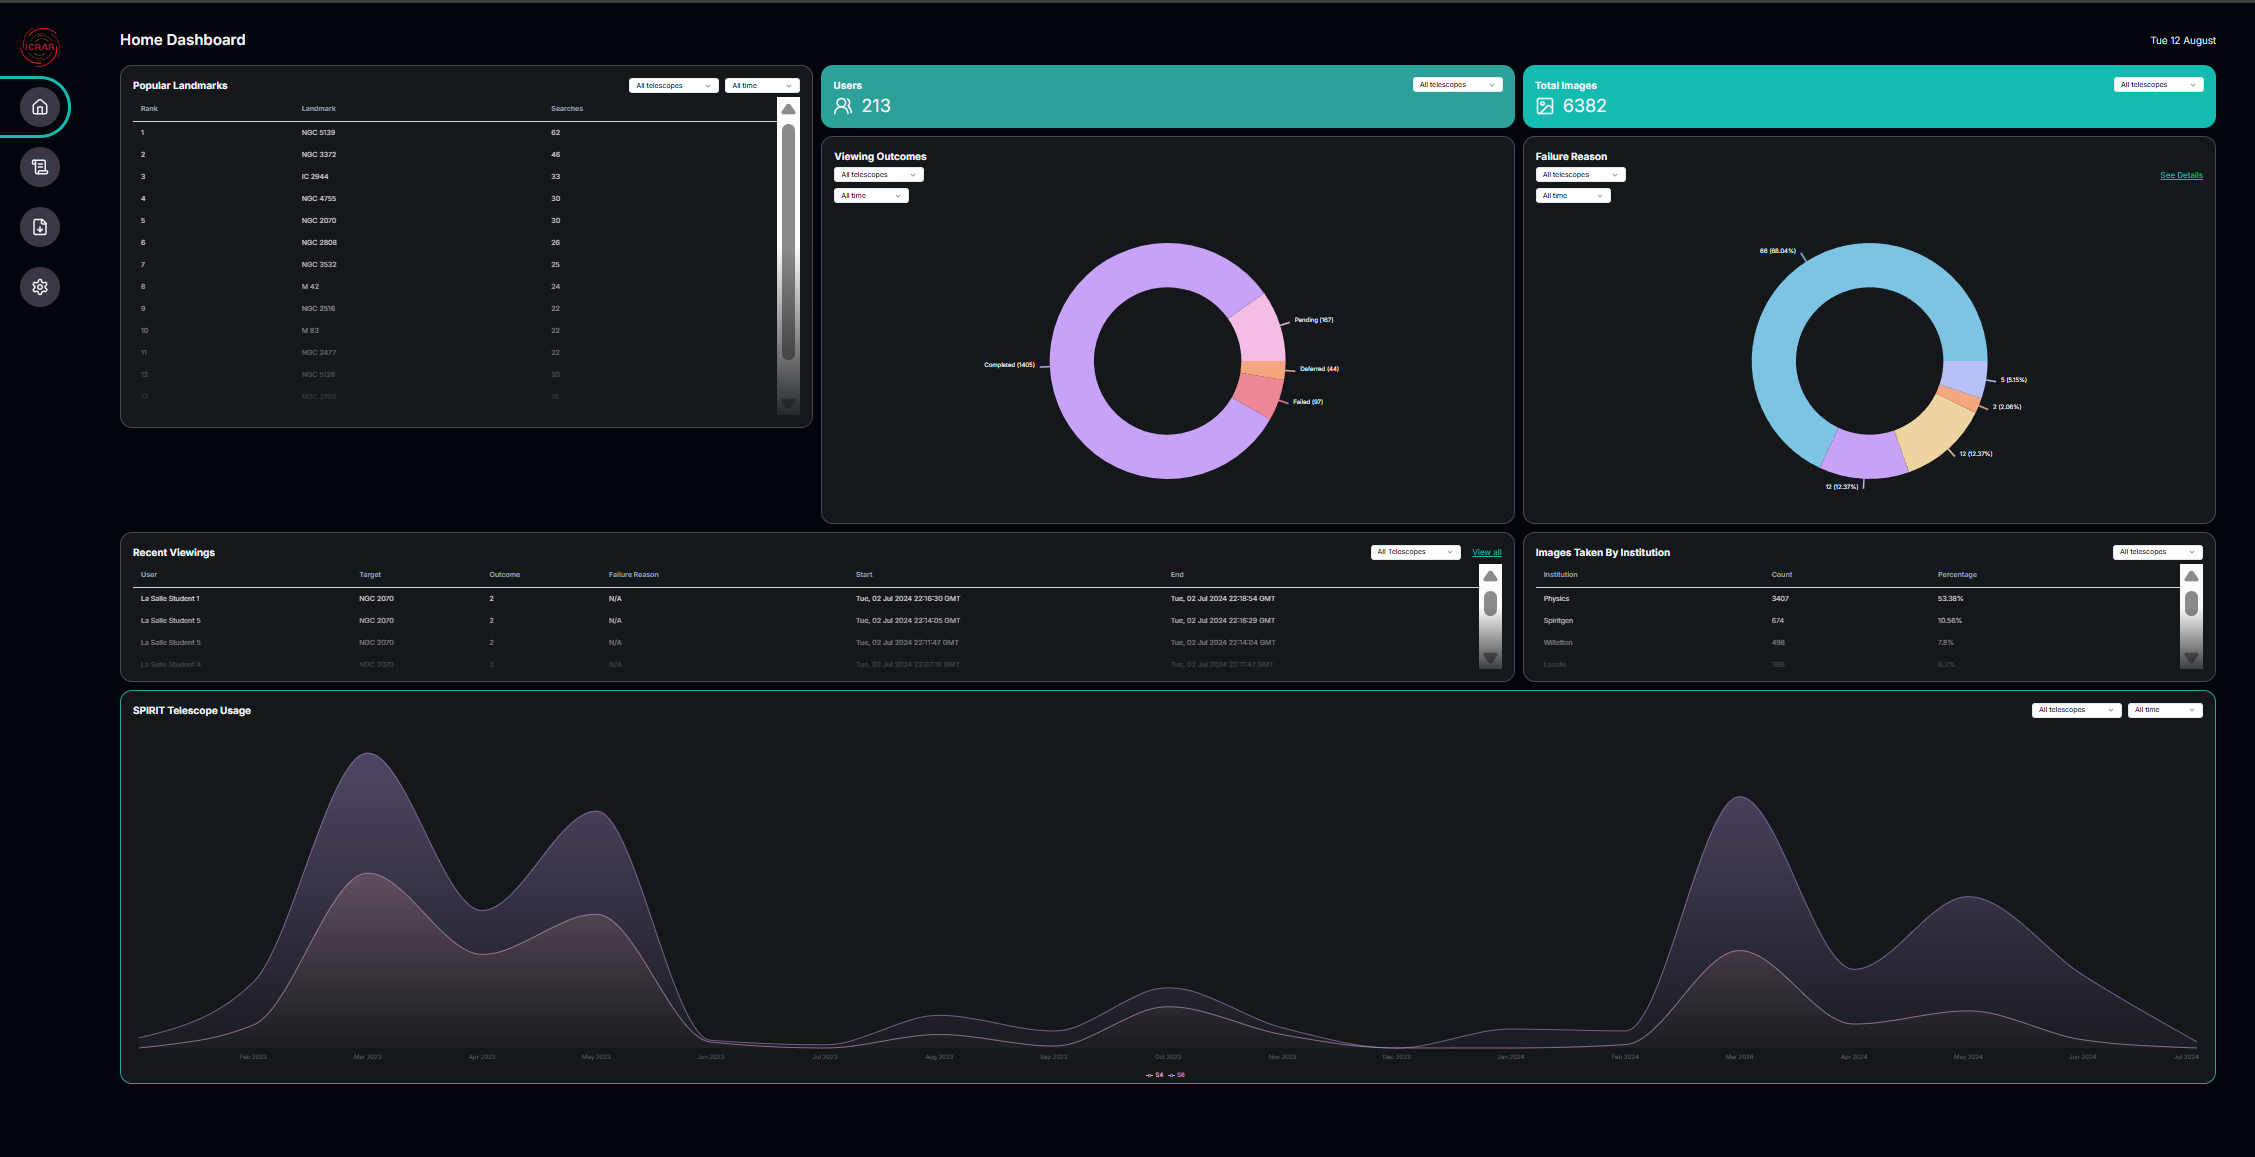 ICRAR
Home Dashboard
Tue 12 August
Popular Landmarks
All telescopes
All time
Rank Landmark Searches
1 NGC 5139 62
2 NGC 3372 46
3 IC 2944 33
4 NGC 4755 30
5 NGC 2070 30
6 NGC 2808 26
7 NGC 3532 25
8 M 42 24
9 NGC 2516 22
10 M 83 22
11 NGC 2477 22
12 NGC 5128 20
13 NGC 3766 18
Users
All telescopes
213
Total Images
All telescopes
6382
Viewing Outcomes
All telescopes
All time
Pending (167)
Completed (1405)
Deferred (44)
Failed (97)
Failure Reason
All telescopes
See Details
All time
66 (68.04%)
5 (5.15%)
2 (2.06%)
12 (12.37%)
12 (12.37%)
Recent Viewings
All Telescopes
View all
User Target Outcome Failure Reason Start End
La Salle Student 1 NGC 2070 2 N/A Tue, 02 Jul 2024 22:16:30 GMT Tue, 02 Jul 2024 22:18:54 GMT
La Salle Student 5 NGC 2070 2 N/A Tue, 02 Jul 2024 22:14:05 GMT Tue, 02 Jul 2024 22:16:29 GMT
La Salle Student 5 NGC 2070 2 N/A Tue, 02 Jul 2024 22:11:47 GMT Tue, 02 Jul 2024 22:14:04 GMT
La Salle Student 4 NGC 2070 2 N/A Tue, 02 Jul 2024 22:07:18 GMT Tue, 02 Jul 2024 22:11:47 GMT
Images Taken By Institution
All telescopes
Institution Count Percentage
Physics 3407 53.38%
Spiritgen 674 10.56%
Willetton 498 7.8%
Lasalle 396 6.2%
SPIRIT Telescope Usage
All telescopes
All time
Feb 2023 Mar 2023 Apr 2023 May 2023 Jun 2023 Jul 2023 Aug 2023 Sep 2023 Oct 2023 Nov 2023 Dec 2023 Jan 2024 Feb 2024 Mar 2024 Apr 2024 May 2024 Jun 2024 Jul 2024
S4 S6